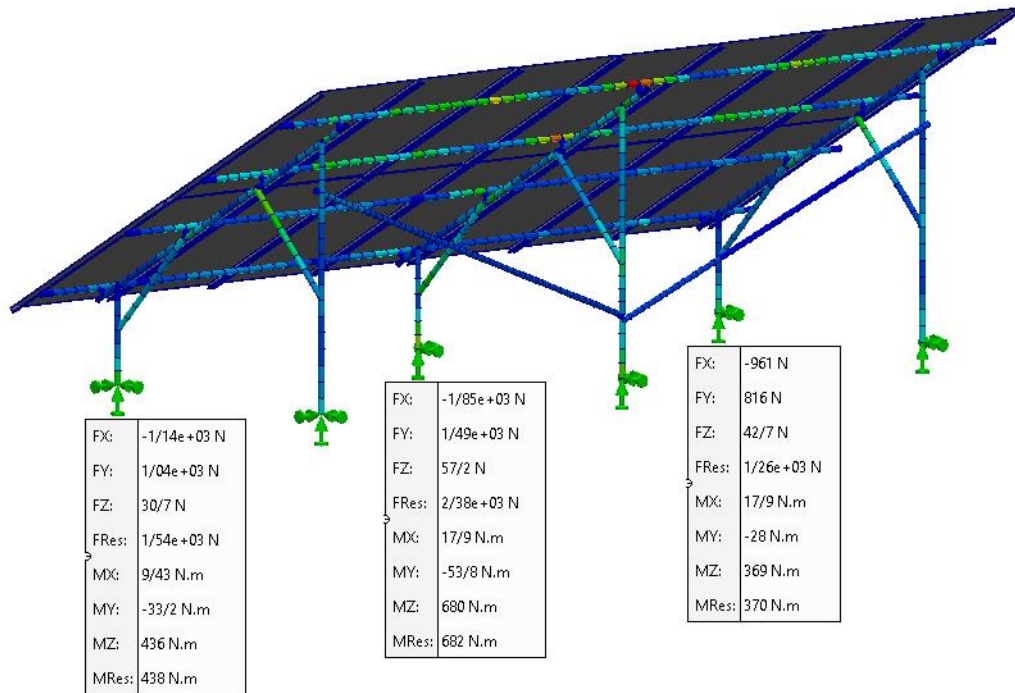 FX: -1/14e+03 N
FY: 1/04e+03 N
FZ: 30/7 N
FRes: 1/54e+03 N
MX: 9/43 N.m
MY: -33/2 N.m
MZ: 436 N.m
MRes: 438 N.m
FX: -1/85e+03 N
FY: 1/49e+03 N
FZ: 57/2 N
FRes: 2/38e+03 N
MX: 17/9 N.m
MY: -53/8 N.m
MZ: 680 N.m
MRes: 682 N.m
FX: -961 N
FY: 816 N
FZ: 42/7 N
FRes: 1/26e+03 N
MX: 17/9 N.m
MY: -28 N.m
MZ: 369 N.m
MRes: 370 N.m